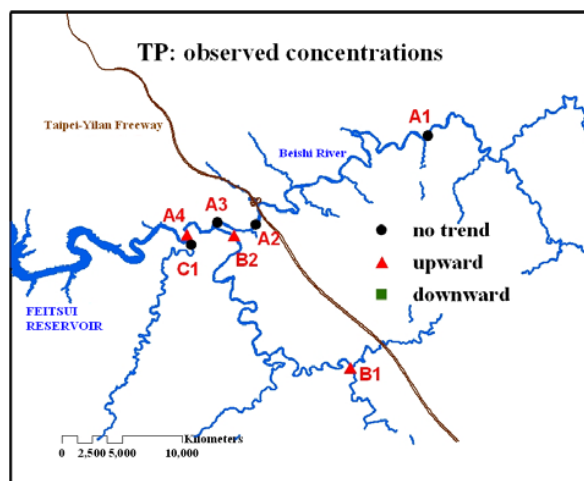 TP: observed concentrations
A1
Taipei-Yilan Freeway
Beishi River
A4
A3
A2
no trend
C1
B2
upward
downward
FEITSUI
RESERVOIR
B1
Kilometers
0 2,500 5,000 10,000